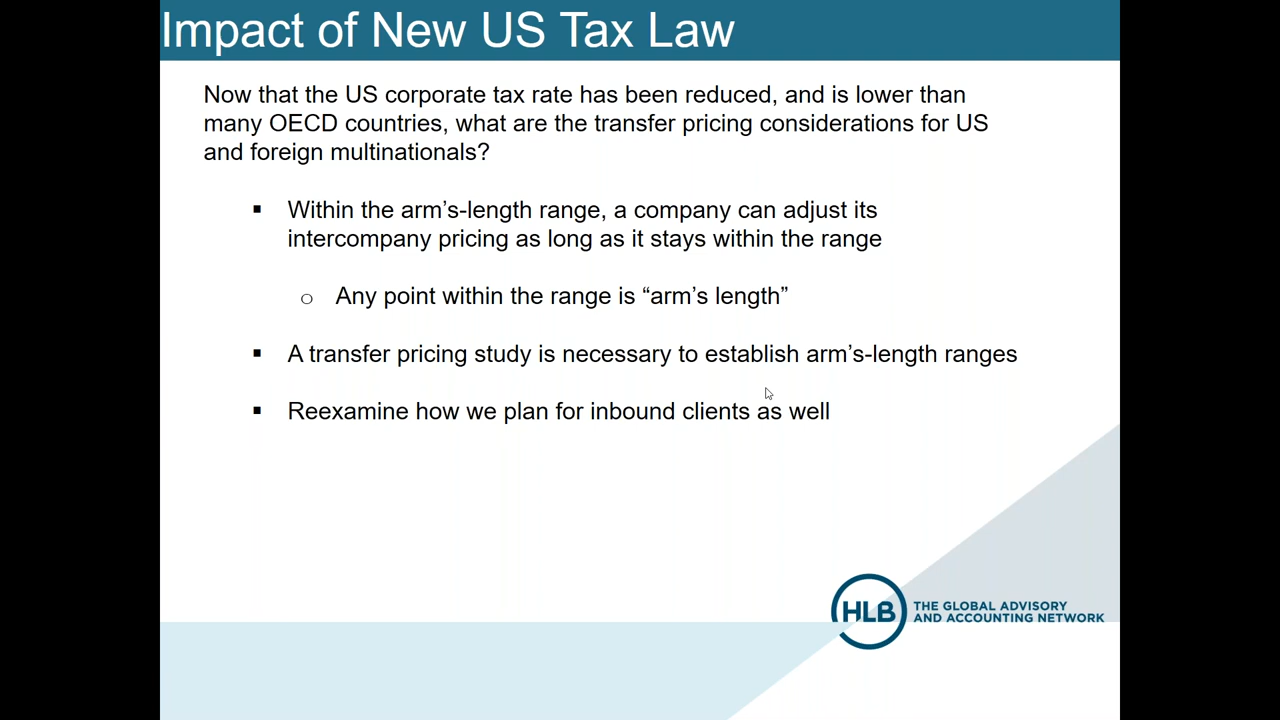 Impact of New US Tax Law
Now that the US corporate tax rate has been reduced, and is lower than
many OECD countries, what are the transfer pricing considerations for US
and foreign multinationals?
▪ Within the arm’s-length range, a company can adjust its
intercompany pricing as long as it stays within the range
o Any point within the range is “arm’s length”
▪ A transfer pricing study is necessary to establish arm’s-length ranges
▪ Reexamine how we plan for inbound clients as well
HLB
THE GLOBAL ADVISORY
AND ACCOUNTING NETWORK